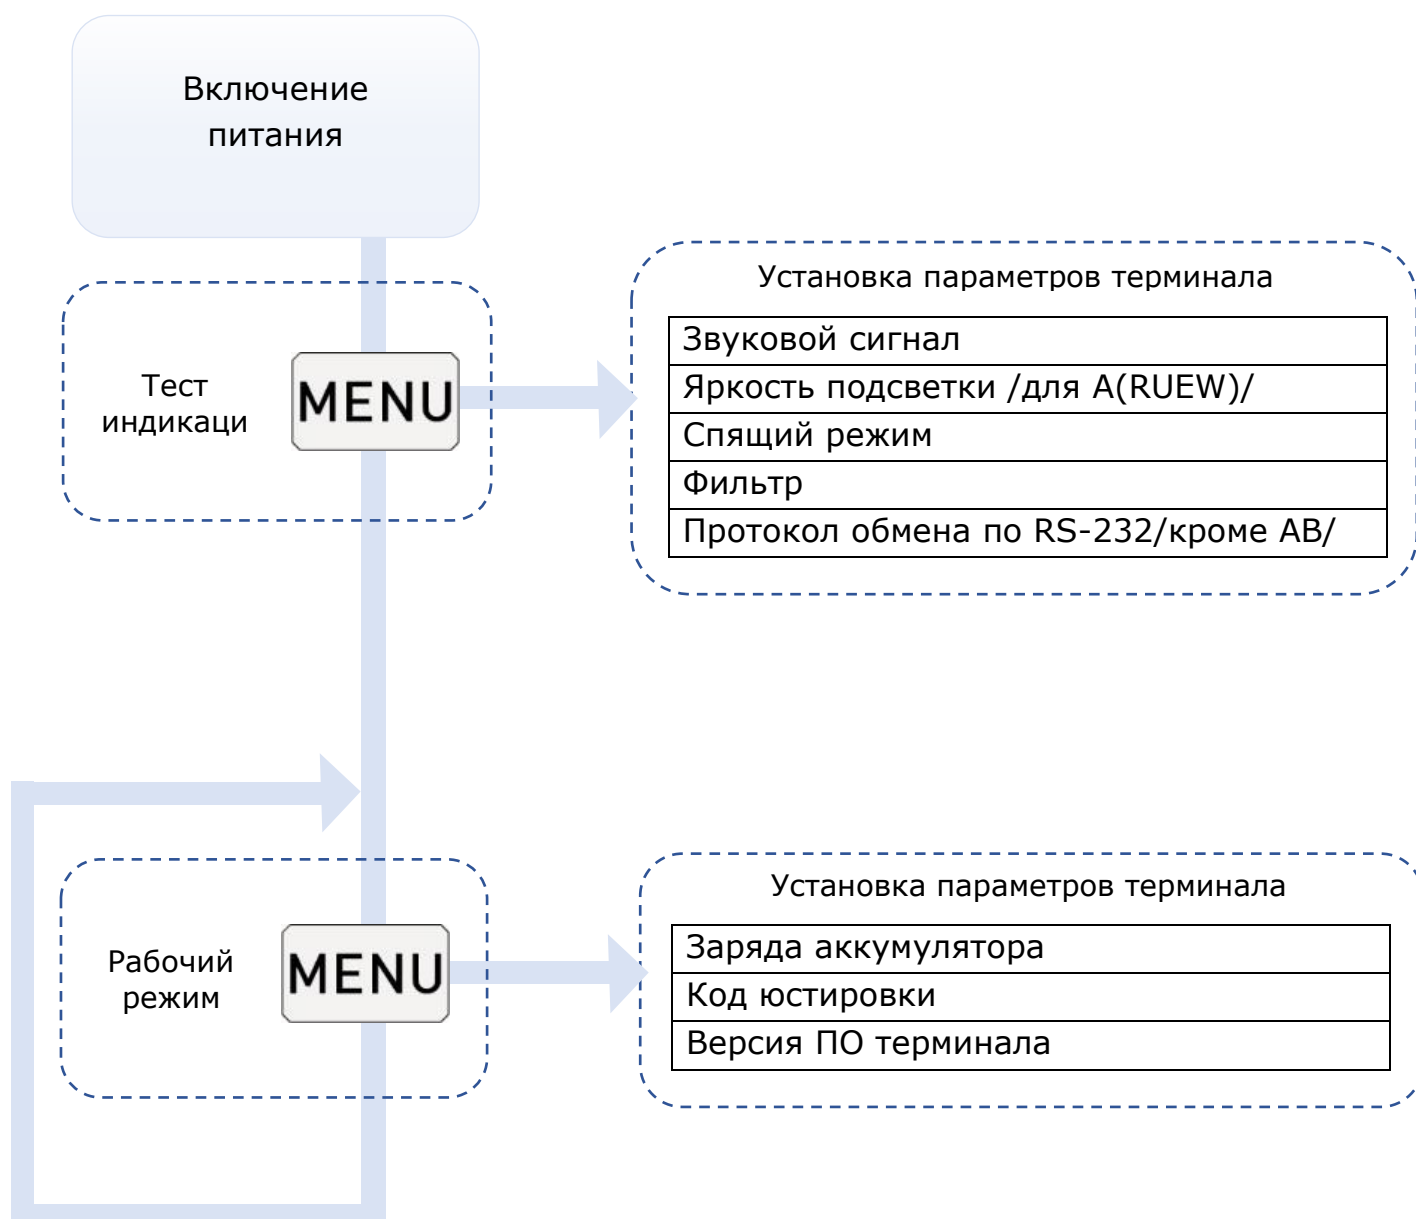 Включение
питания
Установка параметров терминала
Звуковой сигнал
Яркость подсветки /для A(RUEW)/
Спящий режим
Фильтр
Протокол обмена по RS-232/кроме АВ/
Тест
индикаци
MENU
Установка параметров терминала
Заряда аккумулятора
Код юстировки
Версия ПО терминала
Рабочий
режим
MENU